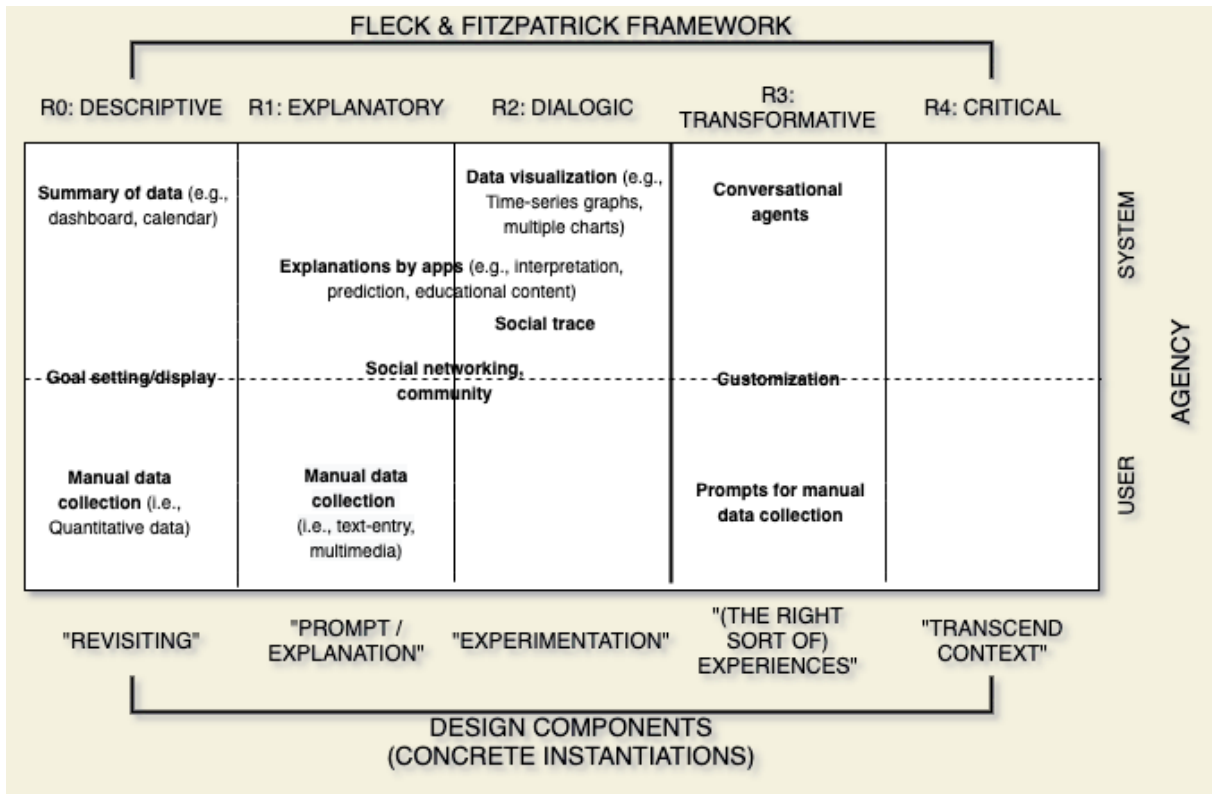 FLECK & FITZPATRICK FRAMEWORK
R0: DESCRIPTIVE
R1: EXPLANATORY
R2: DIALOGIC
R3:
TRANSFORMATIVE
R4: CRITICAL
Summary of data (e.g.,
dashboard, calendar)
Data visualization (e.g.,
Time-series graphs,
multiple charts)
Conversational
agents
SYSTEM
Explanations by apps (e.g., interpretation,
prediction, educational content)
Social trace
Goal setting/display
Social networking,
community
Customization
AGENCY
Manual data
collection (i.e.,
Quantitative data)
Manual data
collection
(i.e., text-entry,
multimedia)
Prompts for manual
data collection
USER
"REVISITING"
"PROMPT /
EXPLANATION"
"EXPERIMENTATION"
"(THE RIGHT
SORT OF)
EXPERIENCES"
"TRANSCEND
CONTEXT"
DESIGN COMPONENTS
(CONCRETE INSTANTIATIONS)